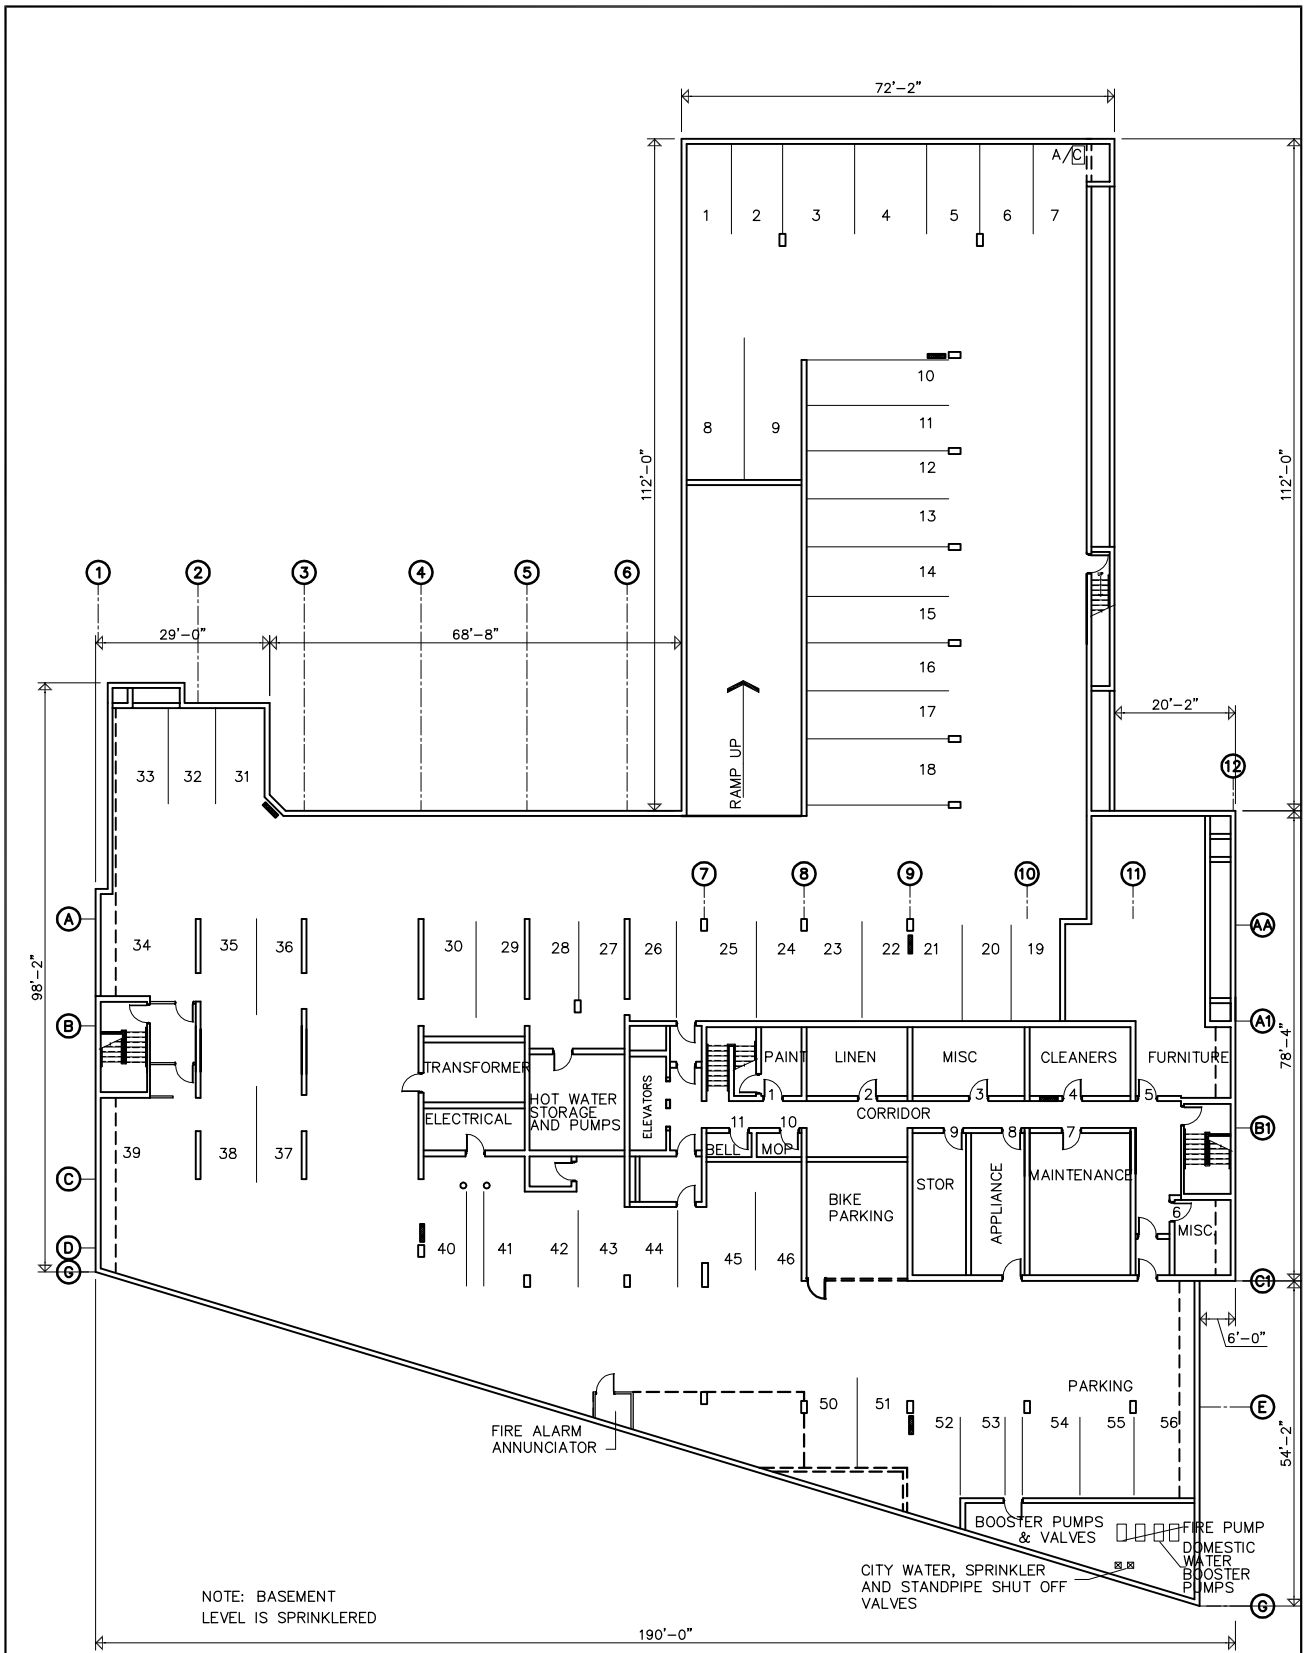 72'-2"
A/C
1 2 3 4 5 6 7
10
11
8 9
12
112'-0"
112'-0"
13
14
1 2 3 4 5 6
15
29'-0"
68'-8"
16
17
20'-2"
RAMP UP
18
12
33 32 31
7 8 9 10 11
A
AA
34 35 36 30 29 28 27 26 25 24 23 22 21 20 19
98'-2"
B
A1
78'-4"
TRANSFORMER
PAINT LINEN MISC CLEANERS FURNITURE
HOT WATER
STORAGE
AND PUMPS
ELEVATORS
1 2 3 4 5
ELECTRICAL
CORRIDOR
11 10 9 8 7
B1
BELL MOP
39 38 37
C
STOR
APPLIANCE
MAINTENANCE
BIKE
PARKING
6
MISC.
D
40 41 42 43 44 45 46
G
C1
6'-0"
PARKING
50 51
E
52 53 54 55 56
FIRE ALARM
ANNUNCIATOR
54'-2"
BOOSTER PUMPS
& VALVES
FIRE PUMP
DOMESTIC
WATER
BOOSTER
PUMPS
CITY WATER, SPRINKLER
AND STANDPIPE SHUT OFF
VALVES
NOTE: BASEMENT
LEVEL IS SPRINKLERED
G
190'-0"